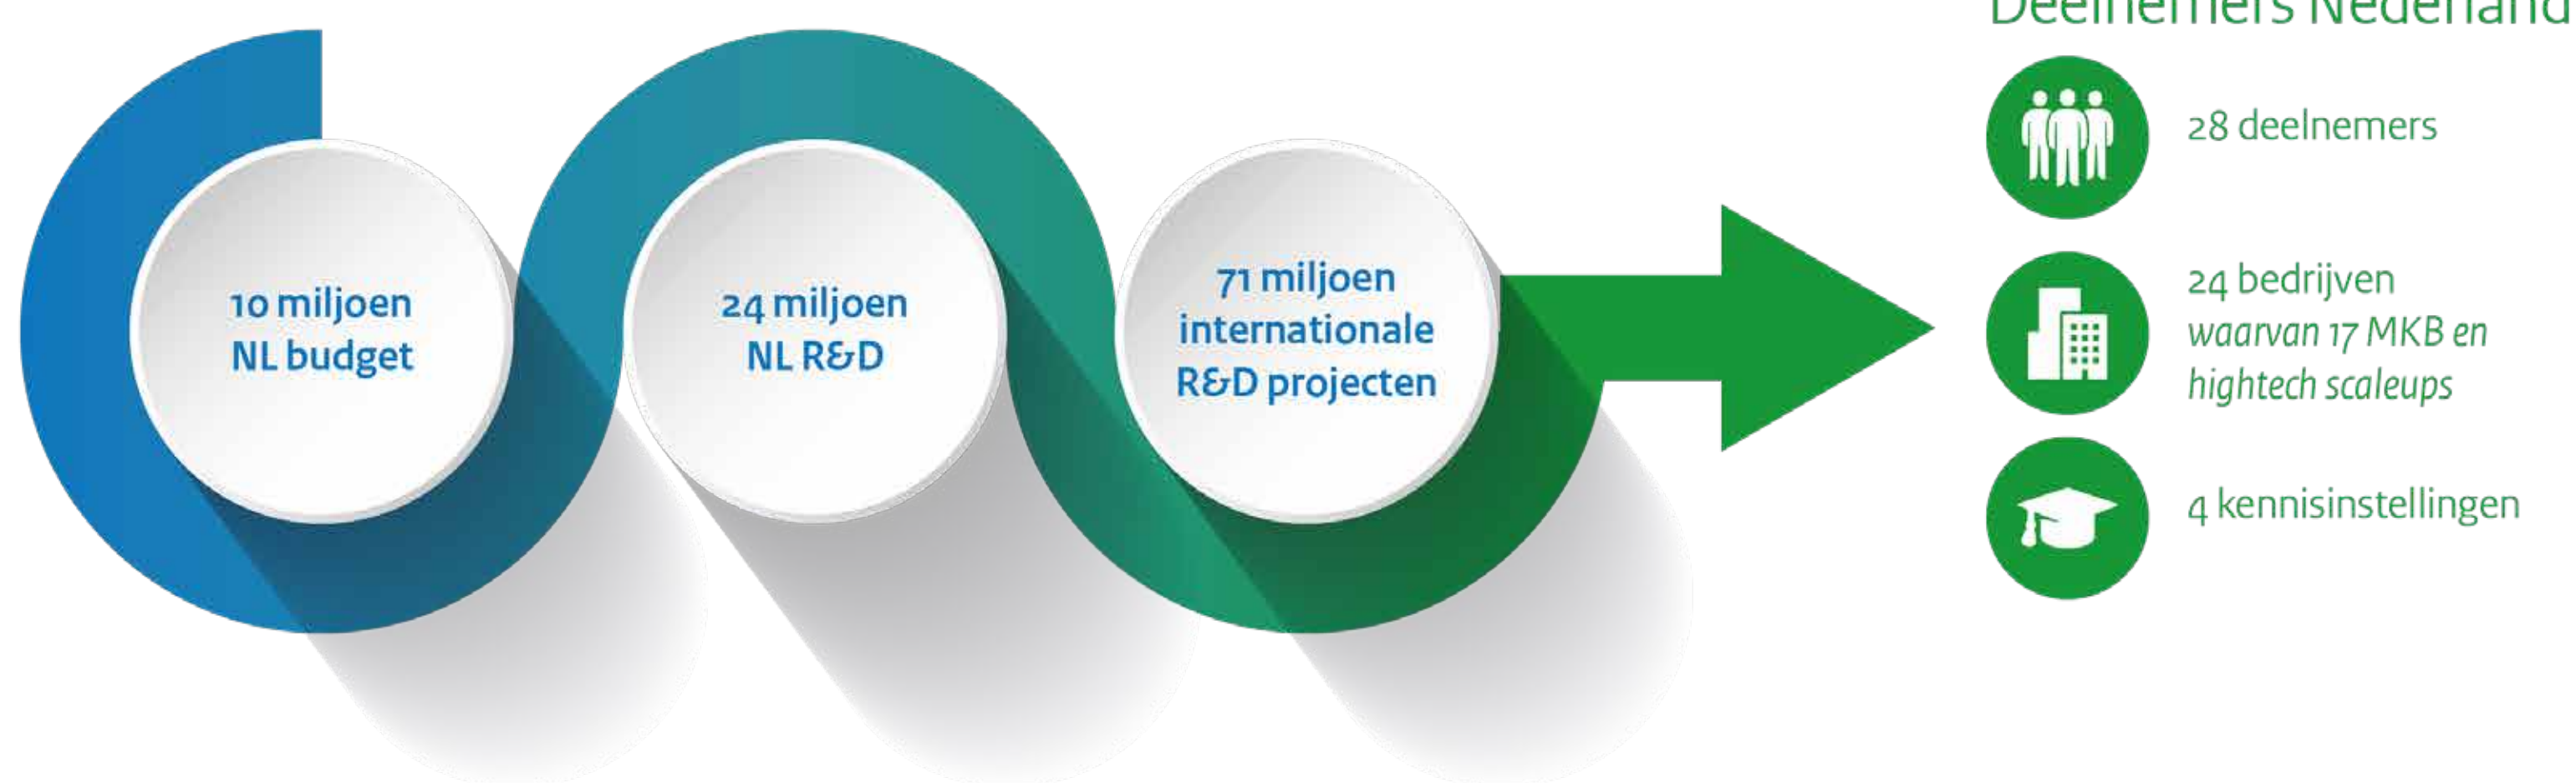 10 miljoen
NL budget
24 miljoen
NL R&D
71 miljoen
internationale
R&D projecten
Deelnemers Nederland
28 deelnemers
24 bedrijven
waarvan 17 MKB en
hightech scaleups
4 kennisinstellingen